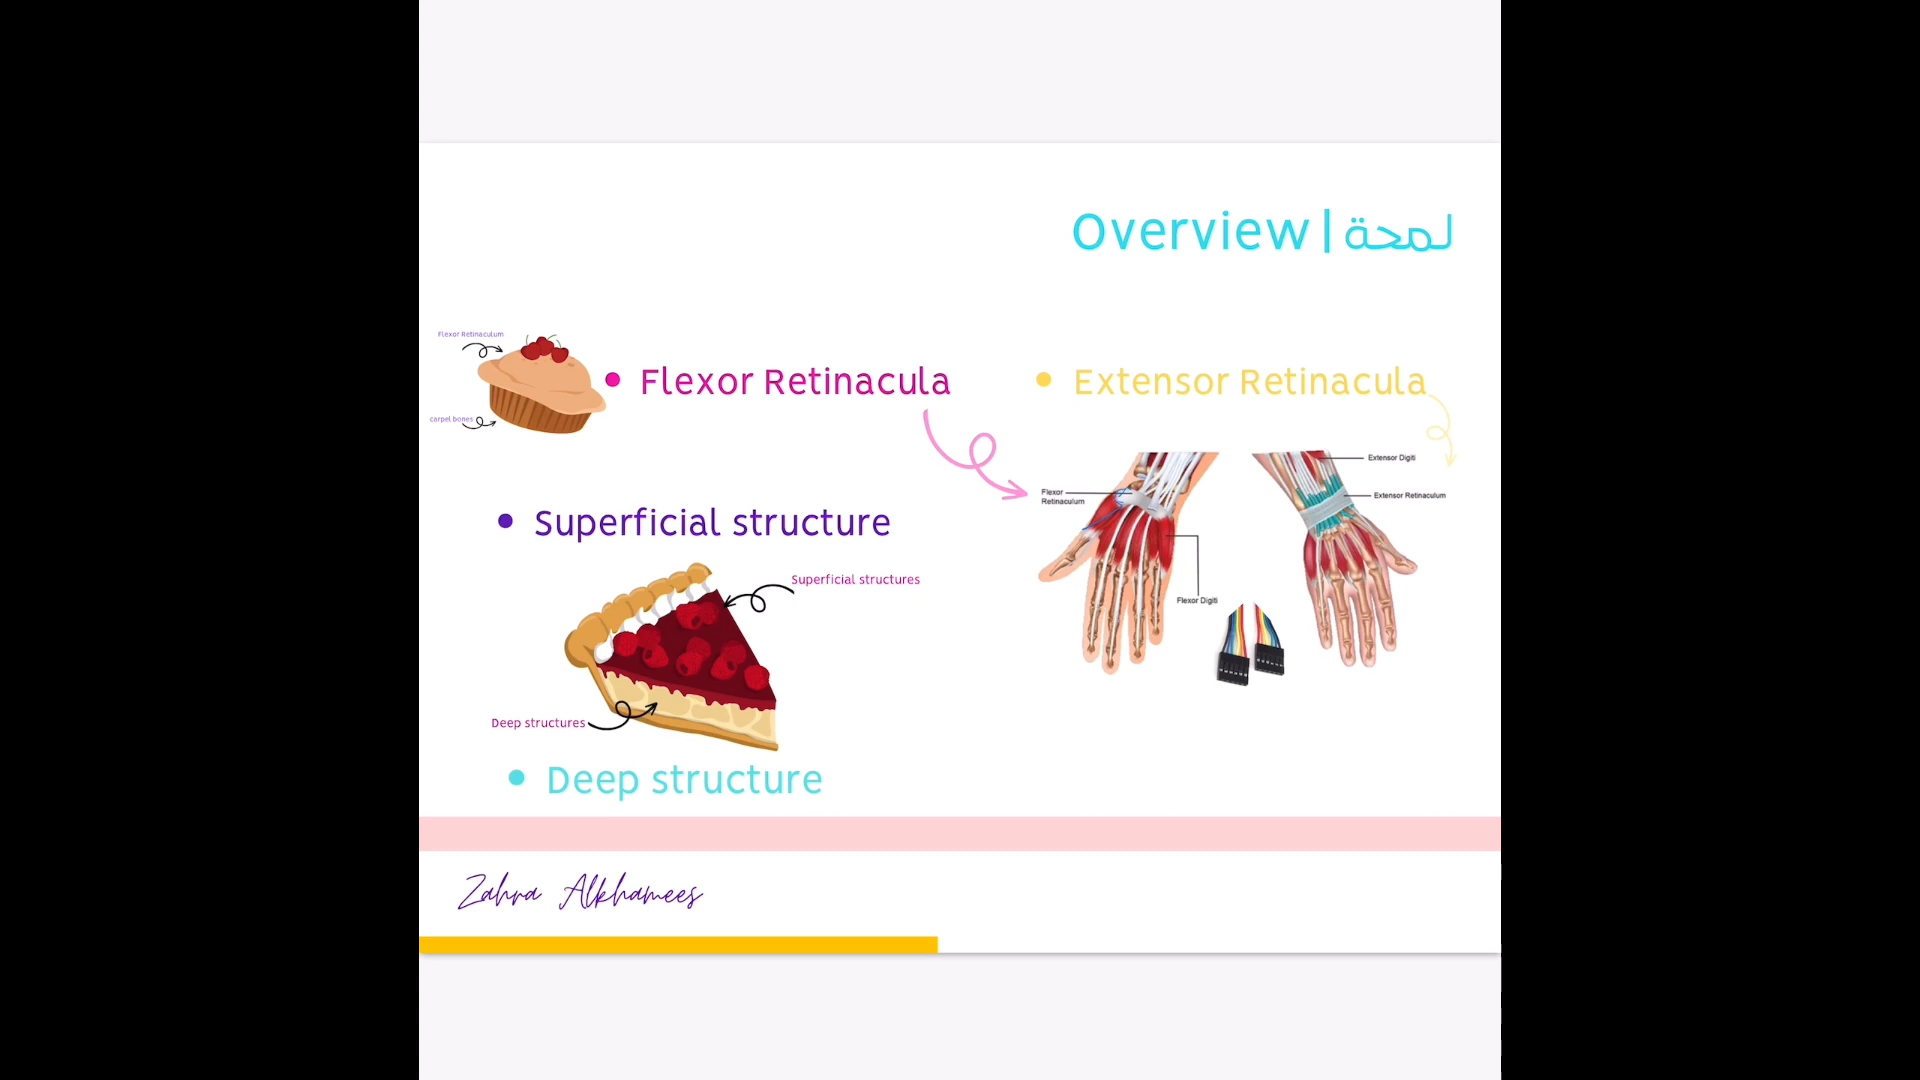 Overview | لمحة
Flexor Retinaculum
carpel bones
• Flexor Retinacula
• Extensor Retinacula
Extensor Digiti
Flexor
Retinaculum
Extensor Retinaculum
Flexor Digiti
• Superficial structure
Superficial structures
Deep structures
• Deep structure
Zahra Alkhamees